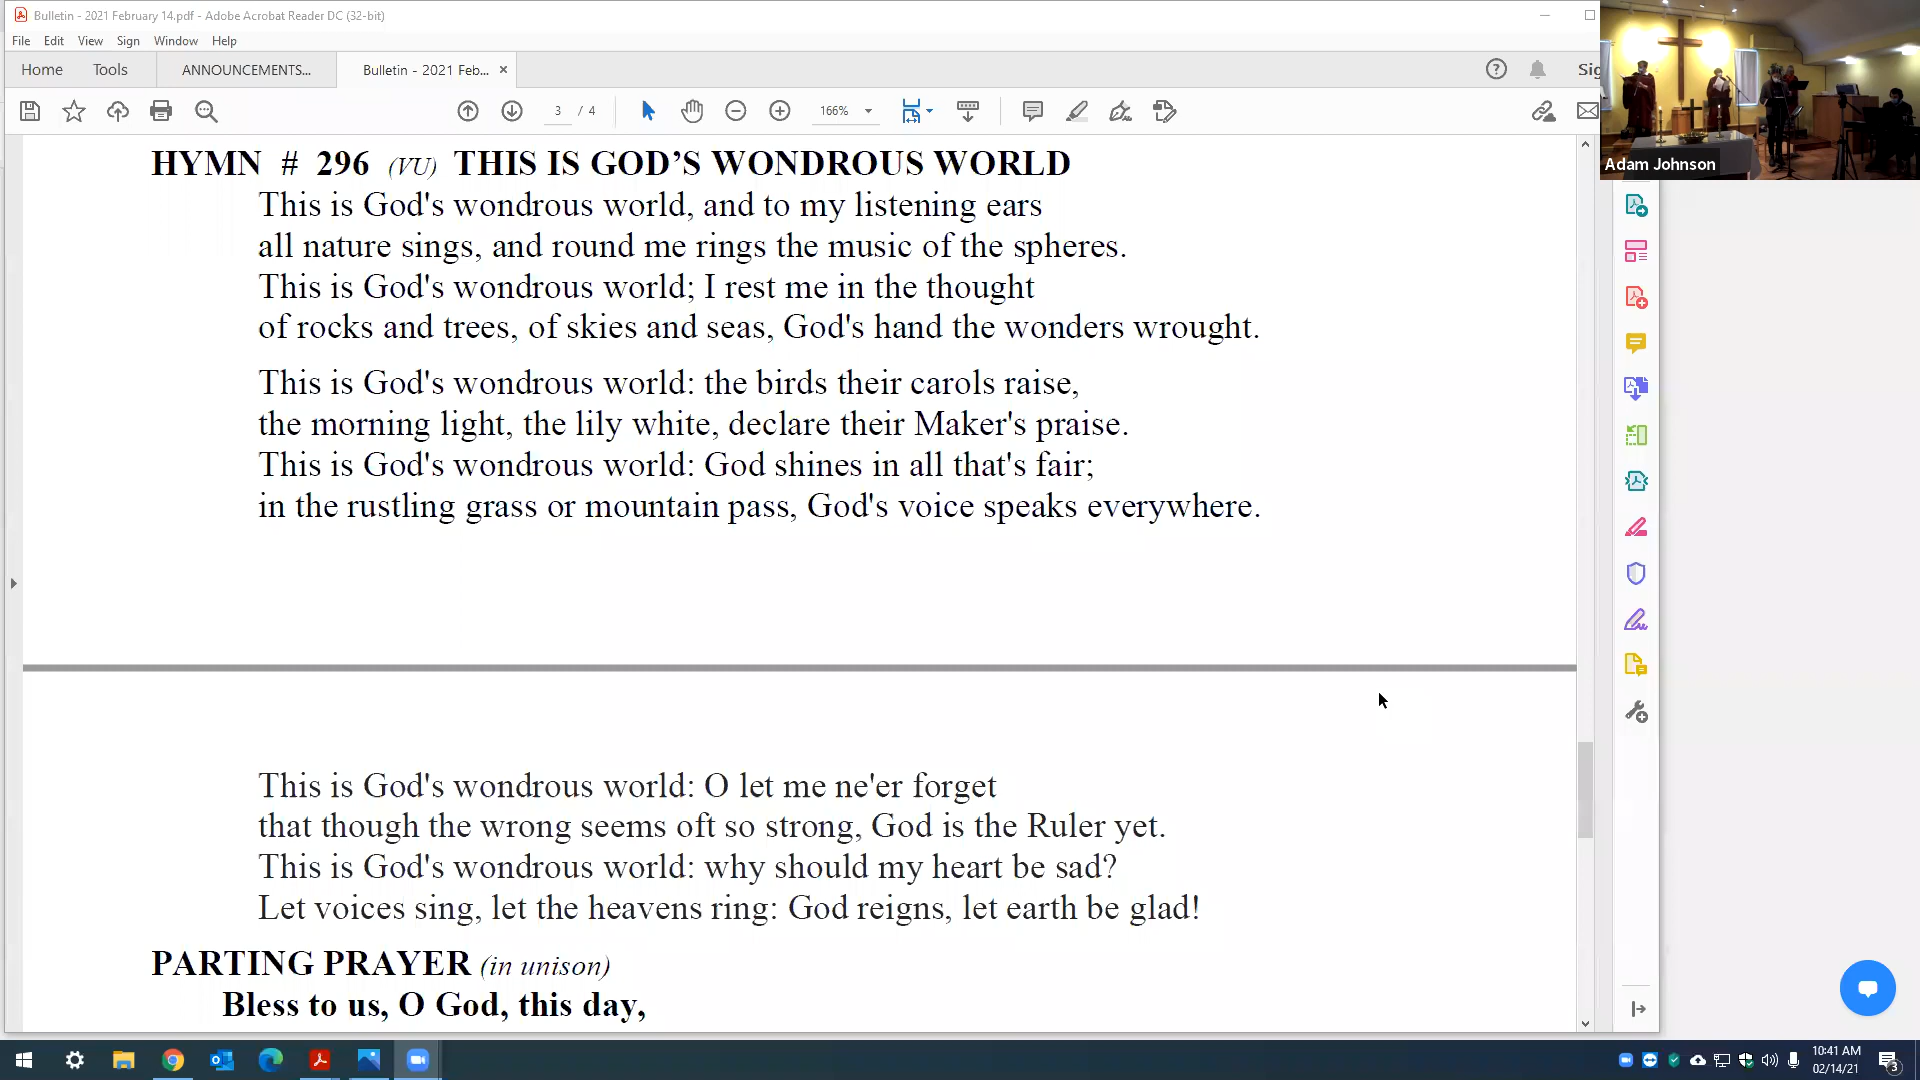 Bulletin - 2021 February 14.pdf - Adobe Acrobat Reader DC (32-bit)
File Edit View Sign Window Help
Home Tools ANNOUNCEMENTS... Bulletin - 2021 Feb... ×
3 / 4 166%
Adam Johnson
HYMN # 296 (VU) THIS IS GOD’S WONDROUS WORLD
This is God's wondrous world, and to my listening ears
all nature sings, and round me rings the music of the spheres.
This is God's wondrous world; I rest me in the thought
of rocks and trees, of skies and seas, God's hand the wonders wrought.
This is God's wondrous world: the birds their carols raise,
the morning light, the lily white, declare their Maker's praise.
This is God's wondrous world: God shines in all that's fair;
in the rustling grass or mountain pass, God's voice speaks everywhere.
This is God's wondrous world: O let me ne'er forget
that though the wrong seems oft so strong, God is the Ruler yet.
This is God's wondrous world: why should my heart be sad?
Let voices sing, let the heavens ring: God reigns, let earth be glad!
PARTING PRAYER (in unison)
Bless to us, O God, this day,
10:41 AM
02/14/21
3